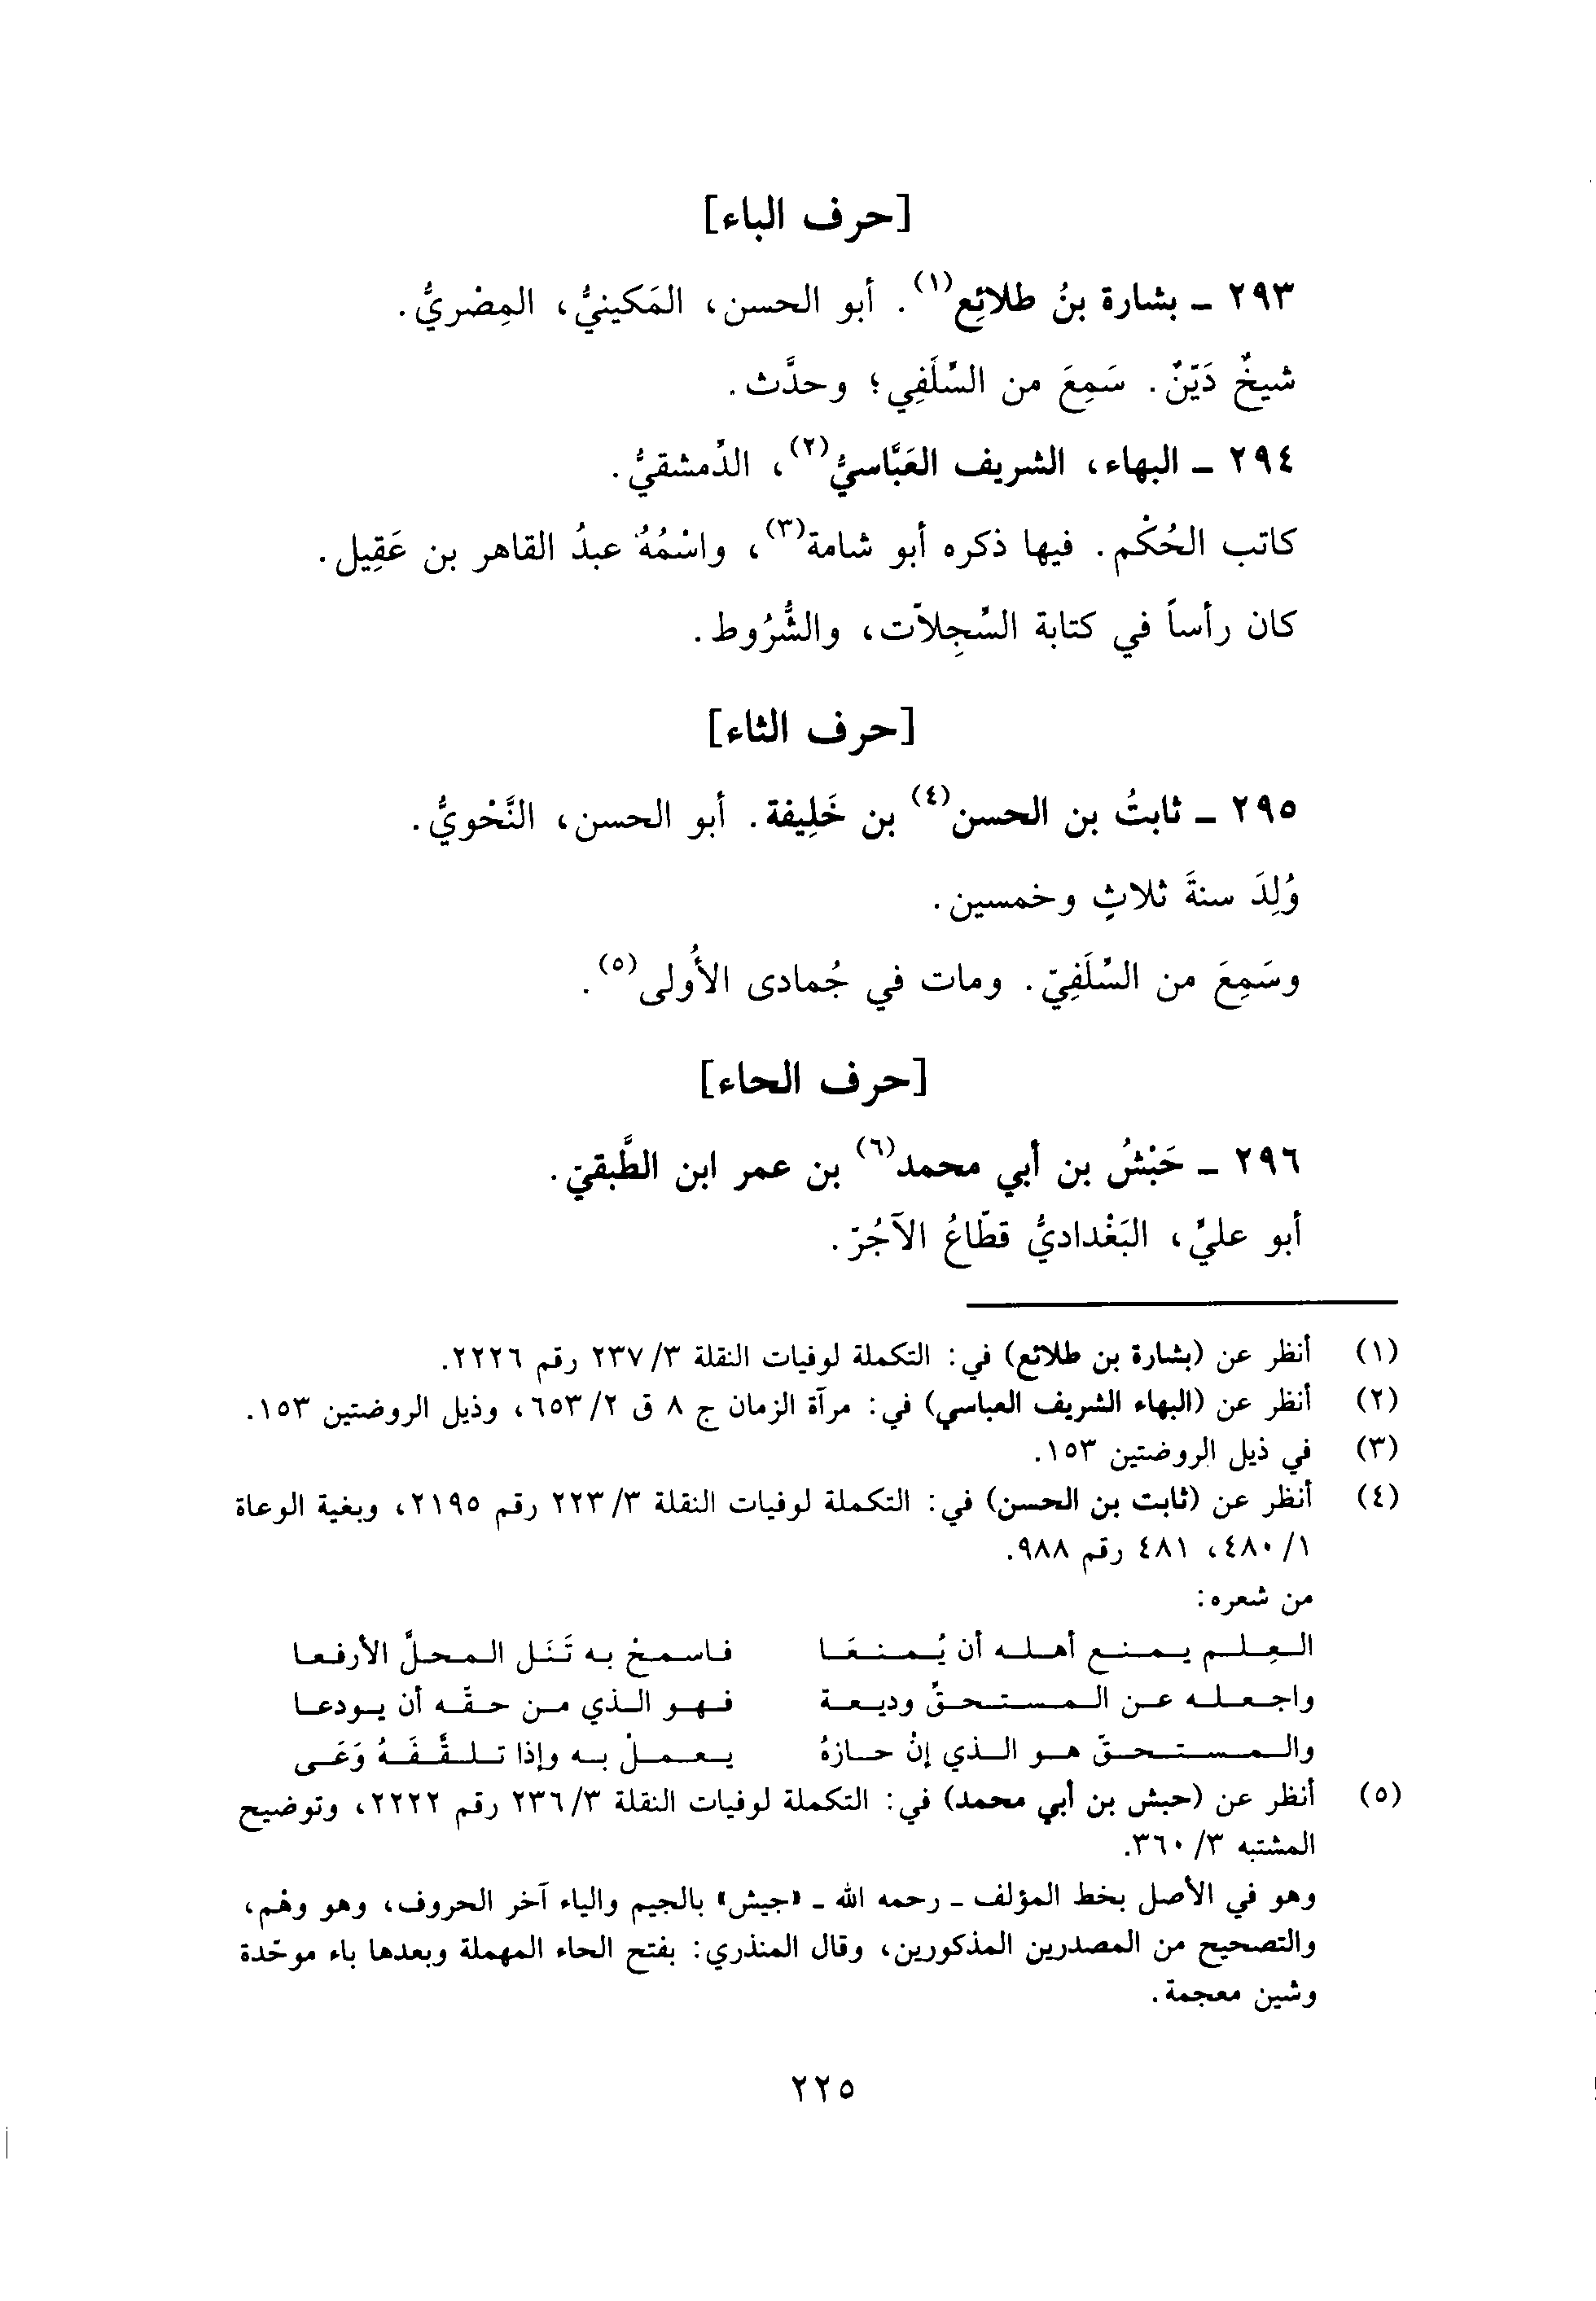 [حرف الباء]
٢٩٣ ـ بشارة بنُ طلائِع(١). أبو الحسن، المَكينيُّ، المِصْريُّ.
شيخٌ دَيّنٌ. سَمِعَ من السِّلَفِي؛ وحدَّث.
٢٩٤ ـ البهاء، الشريف العَبَّاسيُّ(٢)، الدِّمشقيُّ.
كاتب الحُكْم. فيها ذكره أبو شامة(٣)، واسْمُهُ عبدُ القاهر بن عَقِيل.
كان رأساً في كتابة السِّجِلاّت، والشُّرُوط.
[حرف الثاء]
٢٩٥ ـ ثابتُ بن الحسن(٤) بن خَلِيفة. أبو الحسن، النَّحْويُّ.
وُلِدَ سنةَ ثلاثٍ وخمسين.
وسَمِعَ من السِّلَفِيّ. ومات في جُمادى الأُولى(٥).
[حرف الحاء]
٢٩٦ ـ حَبْشُ بن أبي محمد(٦) بن عمر ابن الطَّبقيّ.
أبو عليٍّ، البَغْداديُّ قطّاعُ الآجُرّ.
(١) أنظر عن (بشارة بن طلائع) في: التكملة لوفيات النقلة ٣/ ٢٣٧ رقم ٢٢٢٦.
(٢) أنظر عن (البهاء الشريف العباسي) في: مرآة الزمان ج ٨ ق ٢/ ٦٥٣، وذيل الروضتين ١٥٣.
(٣) في ذيل الروضتين ١٥٣.
(٤) أنظر عن (ثابت بن الحسن) في: التكملة لوفيات النقلة ٣/ ٢٢٣ رقم ٢١٩٥، وبغية الوعاة
١/ ٤٨٠، ٤٨١ رقم ٩٨٨.
من شعره:
العِلم يمنع أهله أن يُمنعَا فاسمحْ به تَنَل المحلَّ الأرفعا
واجعله عن المستحقِّ وديعة فهو الذي من حقّه أن يودعا
والمستحقّ هو الذي إنْ حازهُ يعملْ به وإذا تلقَّفَهُ وَعَى
(٥) أنظر عن (حبش بن أبي محمد) في: التكملة لوفيات النقلة ٣/ ٢٣٦ رقم ٢٢٢٢، وتوضيح
المشتبه ٣/ ٣٦٠.
وهو في الأصل بخط المؤلف ـ رحمه الله ـ «جيش» بالجيم والياء آخر الحروف، وهو وهْم،
والتصحيح من المصدرين المذكورين، وقال المنذري: بفتح الحاء المهملة وبعدها باء موحّدة
وشين معجمة.
٢٢٥